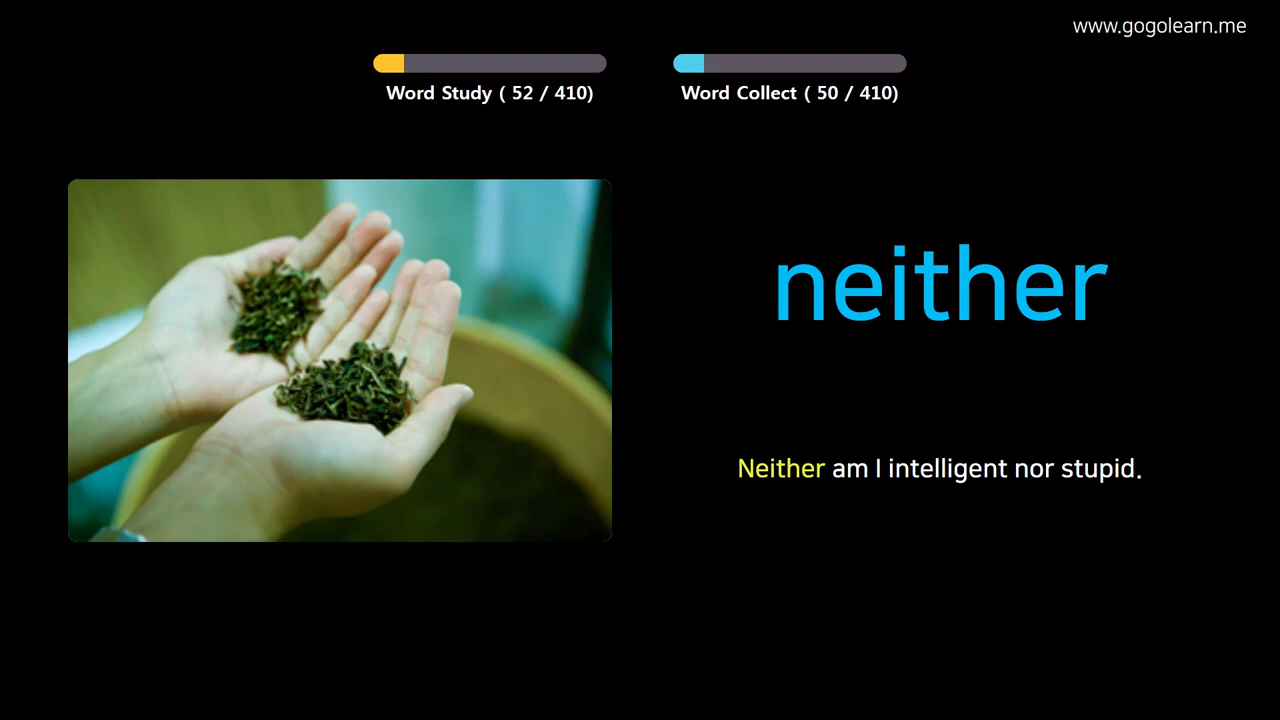 www.gogolearn.me
Word Study ( 52 / 410)
Word Collect ( 50 / 410)
neither
Neither am I intelligent nor stupid.